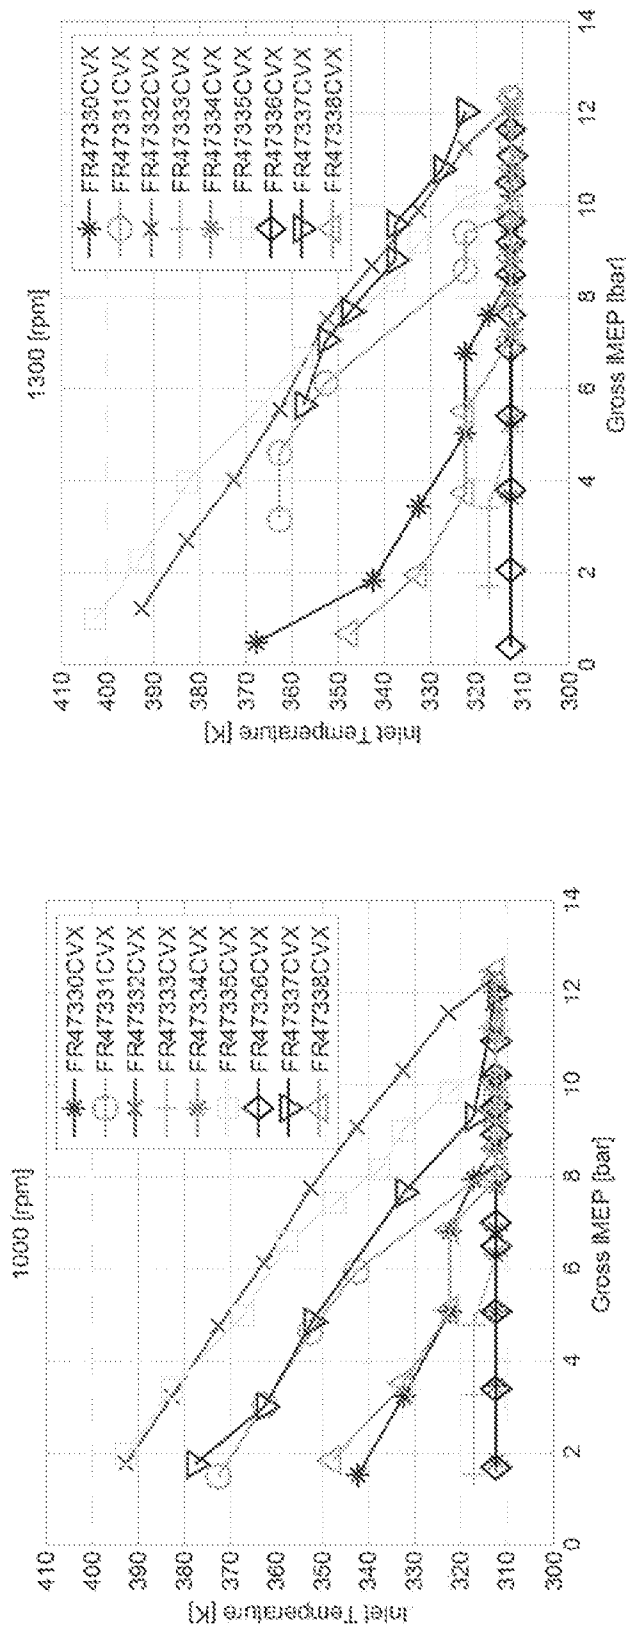 1000 [rpm]
410
400
390
380
370
360
350
340
330
320
310
300
Inlet Temperature [K]
0
2
4
6
8
10
12
14
Gross IMEP [bar]
FR47330CVX
FR47331CVX
FR47332CVX
FR47333CVX
FR47334CVX
FR47335CVX
FR47336CVX
FR47337CVX
FR47338CVX
1300 [rpm]
410
400
390
380
370
360
350
340
330
320
310
300
Inlet Temperature [K]
0
2
4
6
8
10
12
14
Gross IMEP [bar]
FR47330CVX
FR47331CVX
FR47332CVX
FR47333CVX
FR47334CVX
FR47335CVX
FR47336CVX
FR47337CVX
FR47338CVX